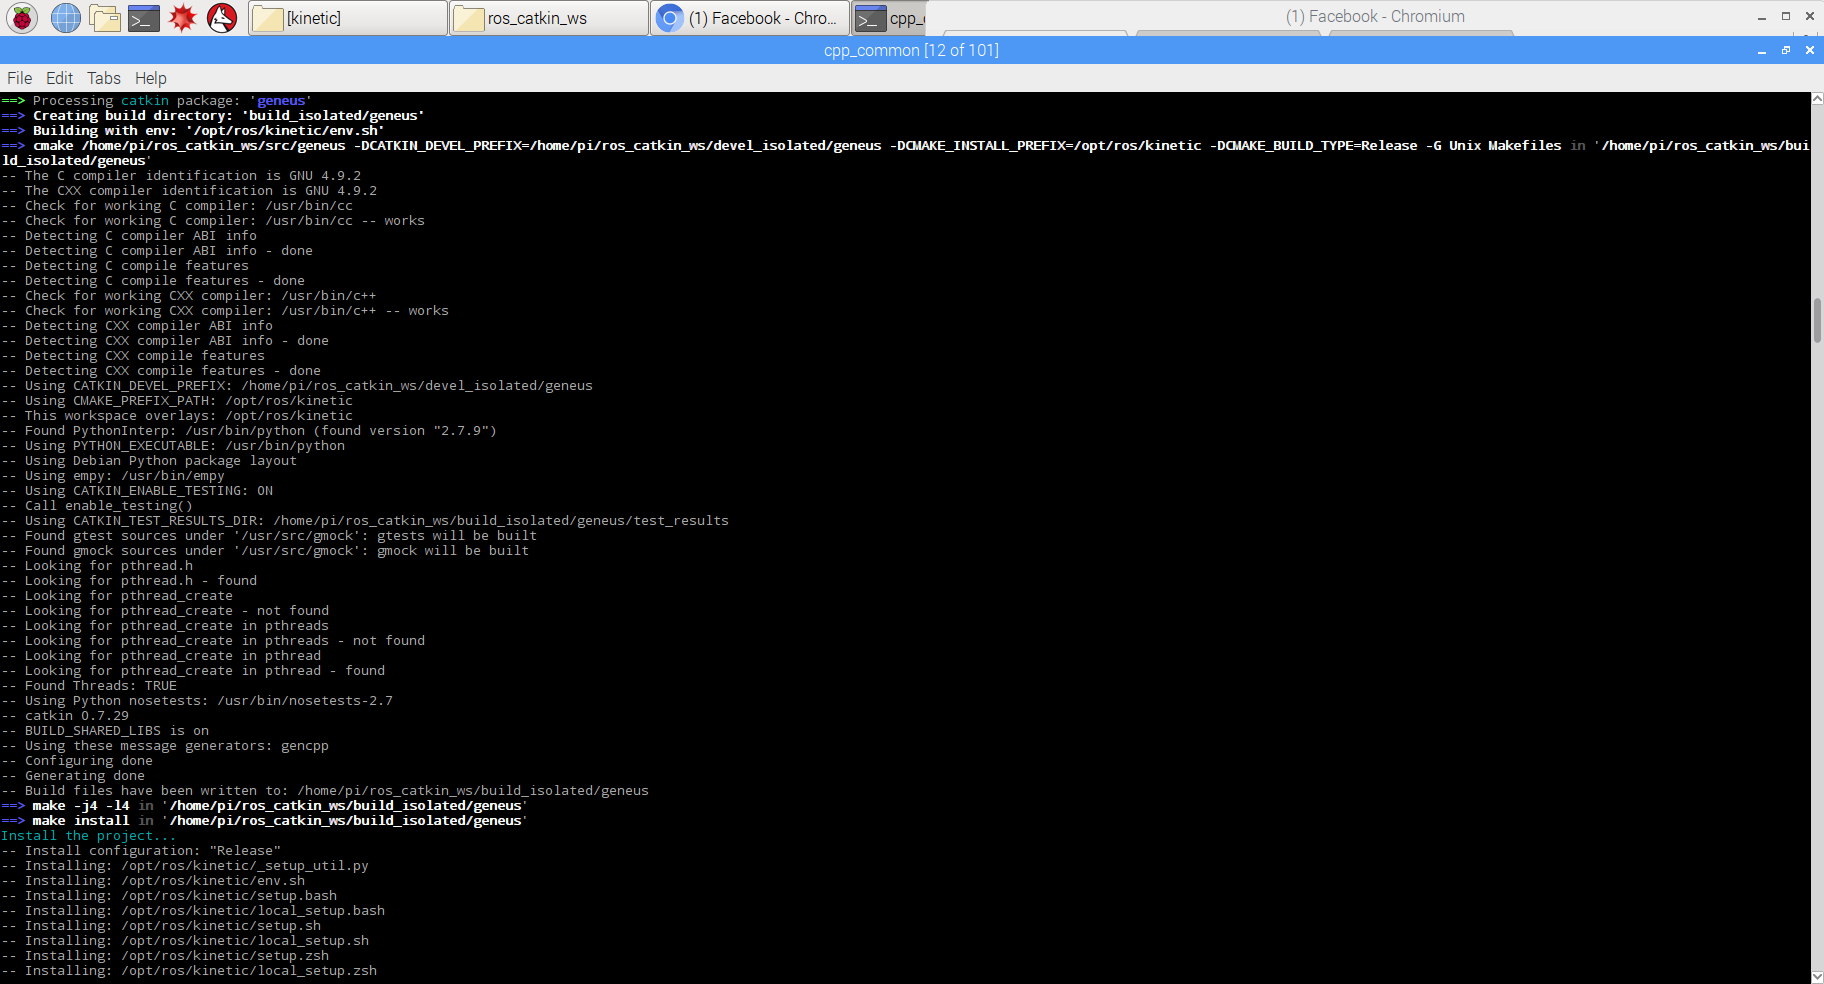 [kinetic]
ros_catkin_ws
(1) Facebook - Chro...
cpp_
(1) Facebook - Chromium
cpp_common [12 of 101]
File Edit Tabs Help
==> Processing catkin package: 'geneus'
==> Creating build directory: 'build_isolated/geneus'
==> Building with env: '/opt/ros/kinetic/env.sh'
==> cmake /home/pi/ros_catkin_ws/src/geneus -DCATKIN_DEVEL_PREFIX=/home/pi/ros_catkin_ws/devel_isolated/geneus -DCMAKE_INSTALL_PREFIX=/opt/ros/kinetic -DCMAKE_BUILD_TYPE=Release -G Unix Makefiles in '/home/pi/ros_catkin_ws/bui
ld_isolated/geneus'
-- The C compiler identification is GNU 4.9.2
-- The CXX compiler identification is GNU 4.9.2
-- Check for working C compiler: /usr/bin/cc
-- Check for working C compiler: /usr/bin/cc -- works
-- Detecting C compiler ABI info
-- Detecting C compiler ABI info - done
-- Detecting C compile features
-- Detecting C compile features - done
-- Check for working CXX compiler: /usr/bin/c++
-- Check for working CXX compiler: /usr/bin/c++ -- works
-- Detecting CXX compiler ABI info
-- Detecting CXX compiler ABI info - done
-- Detecting CXX compile features
-- Detecting CXX compile features - done
-- Using CATKIN_DEVEL_PREFIX: /home/pi/ros_catkin_ws/devel_isolated/geneus
-- Using CMAKE_PREFIX_PATH: /opt/ros/kinetic
-- This workspace overlays: /opt/ros/kinetic
-- Found PythonInterp: /usr/bin/python (found version "2.7.9")
-- Using PYTHON_EXECUTABLE: /usr/bin/python
-- Using Debian Python package layout
-- Using empy: /usr/bin/empy
-- Using CATKIN_ENABLE_TESTING: ON
-- Call enable_testing()
-- Using CATKIN_TEST_RESULTS_DIR: /home/pi/ros_catkin_ws/build_isolated/geneus/test_results
-- Found gtest sources under '/usr/src/gmock': gtests will be built
-- Found gmock sources under '/usr/src/gmock': gmock will be built
-- Looking for pthread.h
-- Looking for pthread.h - found
-- Looking for pthread_create
-- Looking for pthread_create - not found
-- Looking for pthread_create in pthreads
-- Looking for pthread_create in pthreads - not found
-- Looking for pthread_create in pthread
-- Looking for pthread_create in pthread - found
-- Found Threads: TRUE
-- Using Python nosetests: /usr/bin/nosetests-2.7
-- catkin 0.7.29
-- BUILD_SHARED_LIBS is on
-- Using these message generators: gencpp
-- Configuring done
-- Generating done
-- Build files have been written to: /home/pi/ros_catkin_ws/build_isolated/geneus
==> make -j4 -l4 in '/home/pi/ros_catkin_ws/build_isolated/geneus'
==> make install in '/home/pi/ros_catkin_ws/build_isolated/geneus'
Install the project...
-- Install configuration: "Release"
-- Installing: /opt/ros/kinetic/_setup_util.py
-- Installing: /opt/ros/kinetic/env.sh
-- Installing: /opt/ros/kinetic/setup.bash
-- Installing: /opt/ros/kinetic/local_setup.bash
-- Installing: /opt/ros/kinetic/setup.sh
-- Installing: /opt/ros/kinetic/local_setup.sh
-- Installing: /opt/ros/kinetic/setup.zsh
-- Installing: /opt/ros/kinetic/local_setup.zsh